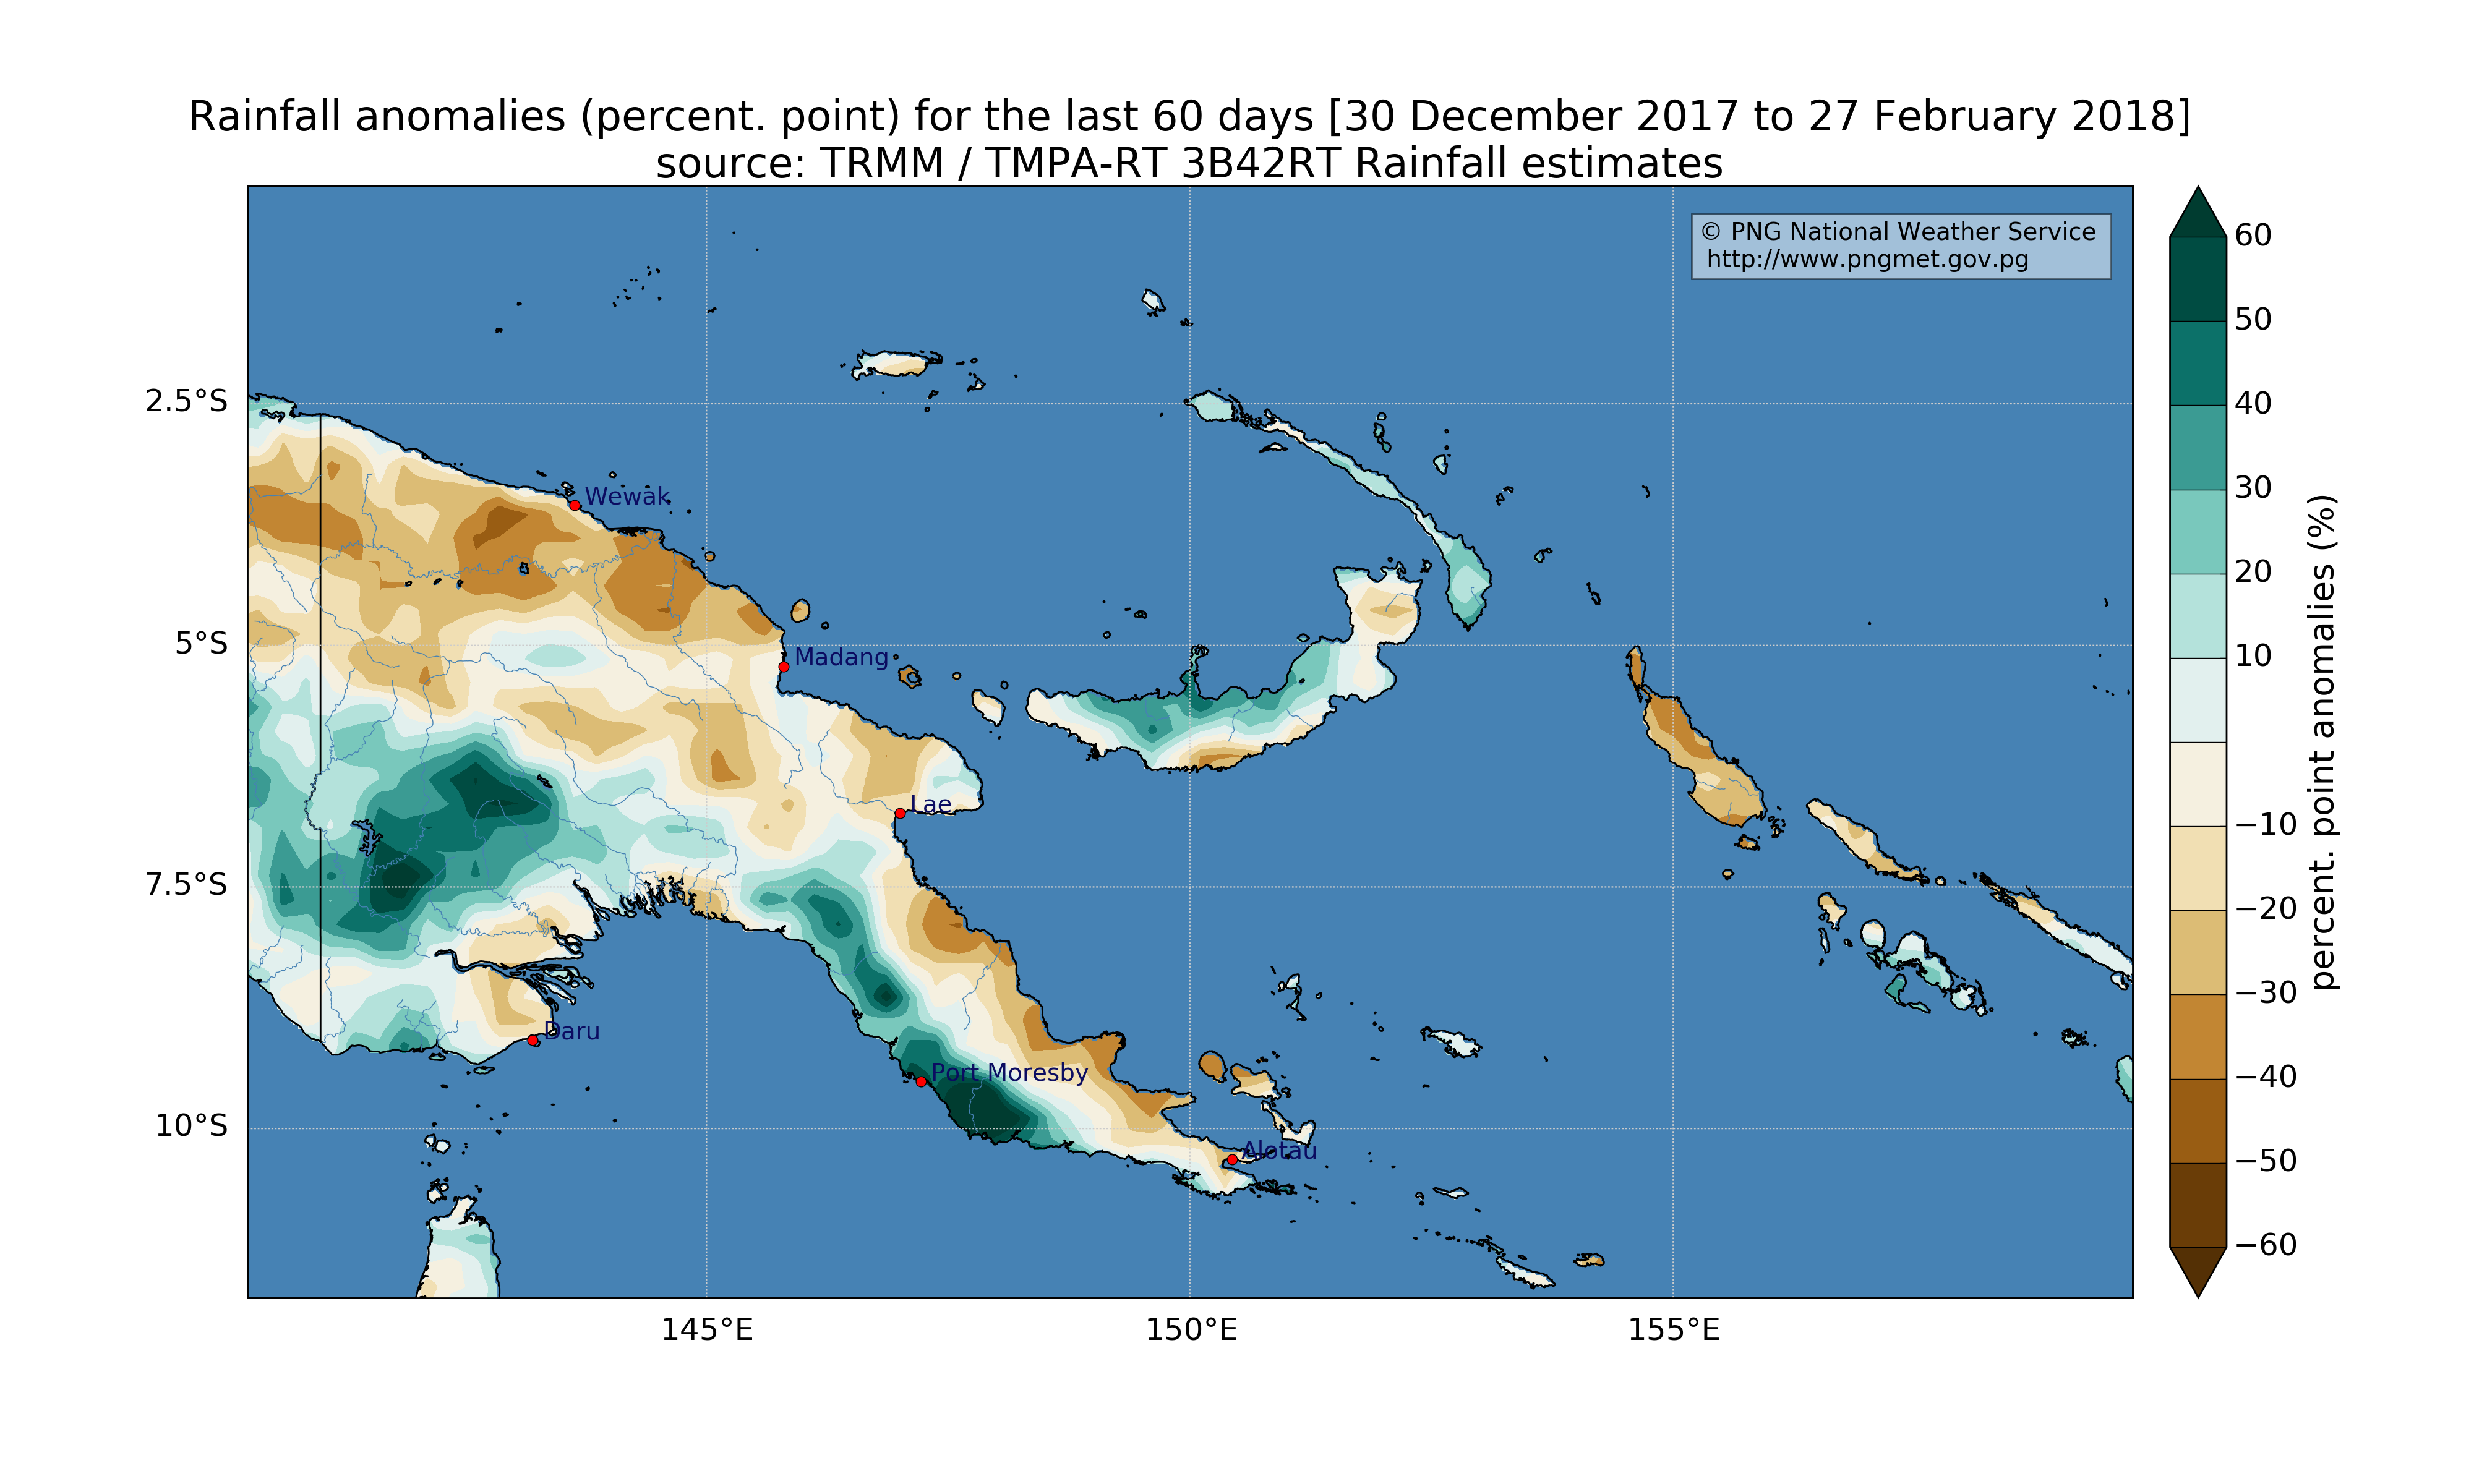 Rainfall anomalies (percent. point) for the last 60 days [30 December 2017 to 27 February 2018]
source: TRMM / TMPA-RT 3B42RT Rainfall estimates
© PNG National Weather Service
http://www.pngmet.gov.pg
2.5°S
5°S
7.5°S
10°S
145°E
150°E
155°E
Wewak
Madang
Lae
Daru
Port Moresby
Alotau
60
50
40
30
20
10
−10
−20
−30
−40
−50
−60
percent. point anomalies (%)